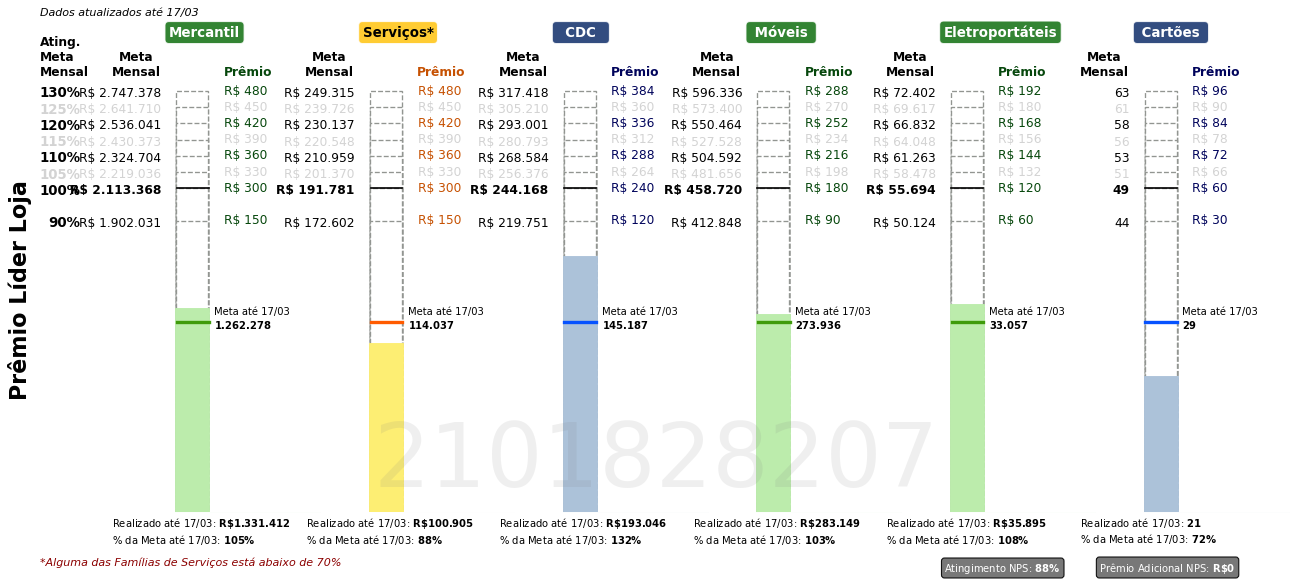 Dados atualizados até 17/03
Mercantil Serviços* CDC Móveis Eletroportáteis Cartões
Ating. Meta Mensal Meta Mensal Prêmio Meta Mensal Prêmio Meta Mensal Prêmio Meta Mensal Prêmio Meta Mensal Prêmio Meta Mensal Prêmio
130% R$ 2.747.378 R$ 480 R$ 249.315 R$ 480 R$ 317.418 R$ 384 R$ 596.336 R$ 288 R$ 72.402 R$ 192 63 R$ 96
125% R$ 2.641.710 R$ 450 R$ 239.726 R$ 450 R$ 305.210 R$ 360 R$ 573.400 R$ 270 R$ 69.617 R$ 180 61 R$ 90
120% R$ 2.536.041 R$ 420 R$ 230.137 R$ 420 R$ 293.001 R$ 336 R$ 550.464 R$ 252 R$ 66.832 R$ 168 58 R$ 84
115% R$ 2.430.373 R$ 390 R$ 220.548 R$ 390 R$ 280.793 R$ 312 R$ 527.528 R$ 234 R$ 64.048 R$ 156 56 R$ 78
110% R$ 2.324.704 R$ 360 R$ 210.959 R$ 360 R$ 268.584 R$ 288 R$ 504.592 R$ 216 R$ 61.263 R$ 144 53 R$ 72
105% R$ 2.219.036 R$ 330 R$ 201.370 R$ 330 R$ 256.376 R$ 264 R$ 481.656 R$ 198 R$ 58.478 R$ 132 51 R$ 66
100% R$ 2.113.368 R$ 300 R$ 191.781 R$ 300 R$ 244.168 R$ 240 R$ 458.720 R$ 180 R$ 55.694 R$ 120 49 R$ 60
90% R$ 1.902.031 R$ 150 R$ 172.602 R$ 150 R$ 219.751 R$ 120 R$ 412.848 R$ 90 R$ 50.124 R$ 60 44 R$ 30
Prêmio Líder Loja
Meta até 17/03 Meta até 17/03 Meta até 17/03 Meta até 17/03 Meta até 17/03 Meta até 17/03
1.262.278 114.037 145.187 273.936 33.057 29
2101828207
Realizado até 17/03: R$1.331.412 Realizado até 17/03: R$100.905 Realizado até 17/03: R$193.046 Realizado até 17/03: R$283.149 Realizado até 17/03: R$35.895 Realizado até 17/03: 21
% da Meta até 17/03: 105% % da Meta até 17/03: 88% % da Meta até 17/03: 132% % da Meta até 17/03: 103% % da Meta até 17/03: 108% % da Meta até 17/03: 72%
*Alguma das Famílias de Serviços está abaixo de 70%
Atingimento NPS: 88% Prêmio Adicional NPS: R$0